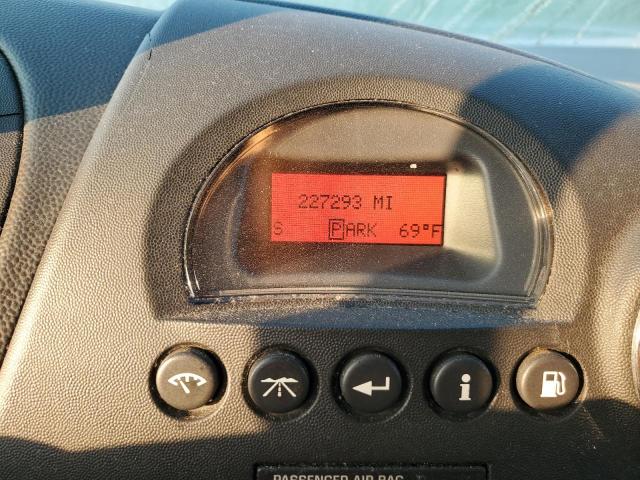 227293 MI
S PARK 69°F
i
PASSENGER AIR BAG